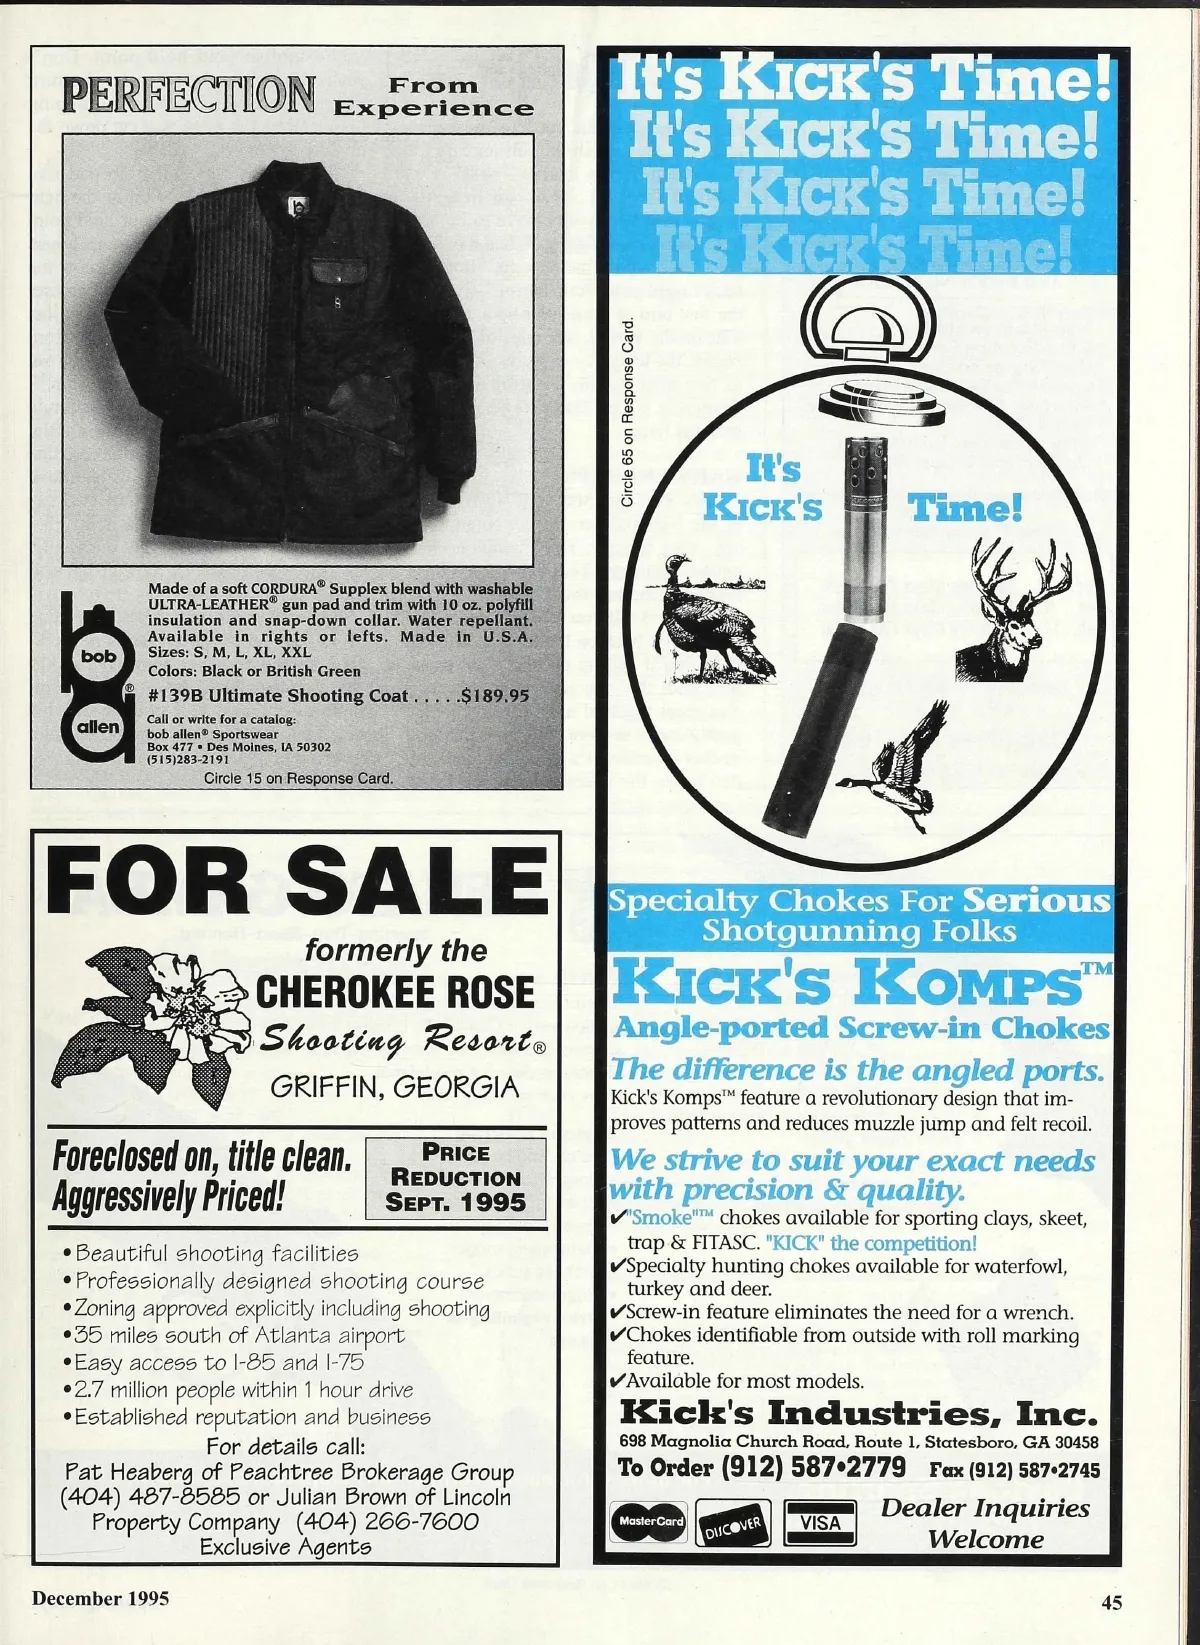 PERFECTION
From
Experience
Made of a soft CORDURA® Supplex blend with washable
ULTRA-LEATHER® gun pad and trim with 10 oz. polyfill
insulation and snap-down collar. Water repellant.
Available in rights or lefts. Made in U.S.A.
Sizes: S, M, L, XL, XXL
Colors: Black or British Green
#139B Ultimate Shooting Coat . . . . .$189.95
bob
allen
®
Call or write for a catalog:
bob allen® Sportswear
Box 477 • Des Moines, IA 50302
(515)283-2191
Circle 15 on Response Card.
FOR SALE
formerly the
CHEROKEE ROSE
Shooting Resort®
GRIFFIN, GEORGIA
Foreclosed on, title clean.
Aggressively Priced!
PRICE
REDUCTION
SEPT. 1995
• Beautiful shooting facilities
• Professionally designed shooting course
• Zoning approved explicitly including shooting
• 35 miles south of Atlanta airport
• Easy access to I-85 and I-75
• 2.7 million people within 1 hour drive
• Established reputation and business
For details call:
Pat Heaberg of Peachtree Brokerage Group
(404) 487-8585 or Julian Brown of Lincoln
Property Company (404) 266-7600
Exclusive Agents
It's KICK'S Time!
It's KICK'S Time!
It's KICK'S Time!
It's KICK'S Time!
Circle 65 on Response Card.
It's
KICK'S Time!
Specialty Chokes For Serious
Shotgunning Folks
KICK'S KOMPS™
Angle-ported Screw-in Chokes
The difference is the angled ports.
Kick's Komps™ feature a revolutionary design that im-
proves patterns and reduces muzzle jump and felt recoil.
We strive to suit your exact needs
with precision & quality.
✔"Smoke"™ chokes available for sporting clays, skeet,
trap & FITASC. "KICK" the competition!
✔Specialty hunting chokes available for waterfowl,
turkey and deer.
✔Screw-in feature eliminates the need for a wrench.
✔Chokes identifiable from outside with roll marking
feature.
✔Available for most models.
Kick's Industries, Inc.
698 Magnolia Church Road, Route 1, Statesboro, GA 30458
To Order (912) 587•2779 Fax (912) 587•2745
MasterCard
DISCOVER
VISA
Dealer Inquiries
Welcome
December 1995
45